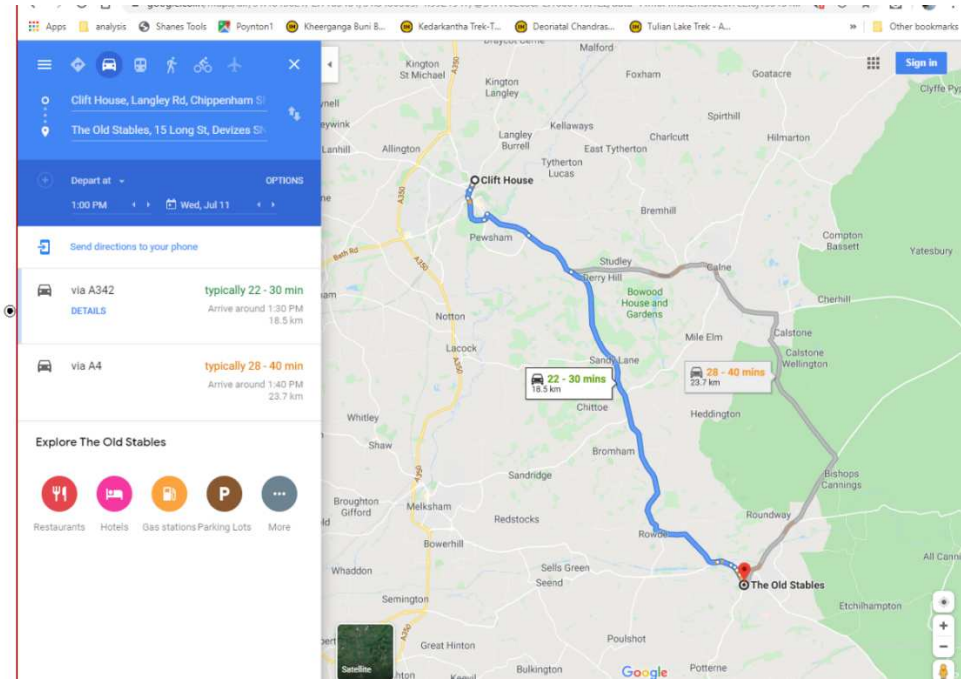 Apps analysis Shanes Tools Poynton1 Kheerganga Buni B... Kedarkantha Trek-T... Deoriatal Chandras... Tulian Lake Trek - A... » Other bookmarks
Clift House, Langley Rd, Chippenham
The Old Stables, 15 Long St, Devizes
Depart at
OPTIONS
1:00 PM
Wed, Jul 11
Send directions to your phone
via A342
typically 22 - 30 min
DETAILS
Arrive around 1:30 PM
18.5 km
via A4
typically 28 - 40 min
Arrive around 1:40 PM
23.7 km
Explore The Old Stables
Restaurants
Hotels
Gas stations
Parking Lots
More
Sign in
Malford
Kington
St Michael
A350
Kington
Langley
Foxham
Goatacre
Clyffe
Spirthill
Kellaways
Langley
Burrell
Charlcutt
Hilmarton
Lanhill
Allington
East Tytherton
Tytherton
Lucas
Clift House
A350
Bremhill
Pewsham
Compton
Bassett
Yatesbury
Bath Rd
A350
Studley
Calne
Derry Hill
Bowood
House and
Gardens
Cherhill
Notton
Mile Elm
Calstone
Lacock
A350
Sandy Lane
Calstone
Wellington
22 - 30 mins
18.5 km
28 - 40 mins
23.7 km
Chittoe
Heddington
Whitley
Shaw
Bromham
A350
Sandridge
Bishops
Cannings
Broughton
Gifford
Melksham
Redstocks
Roundway
Rowde
Bowerhill
All Cann
Whaddon
Sells Green
Seend
The Old Stables
Semington
Etchilhampton
A350
Poulshot
Great Hinton
Satellite
Bulkington
Google
Potterne